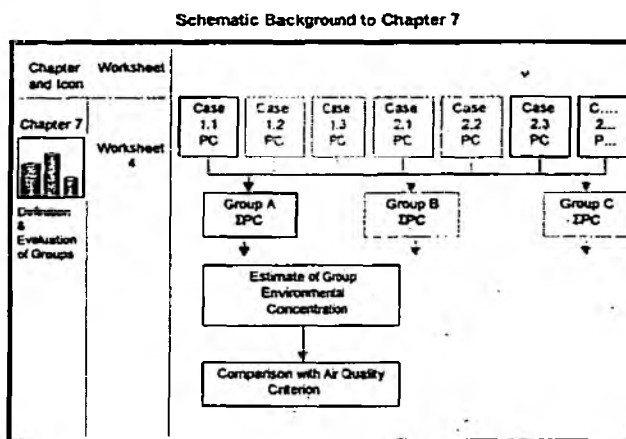 Schematic Background to Chapter 7
Chapter and Icon
Worksheet
Chapter 7
Definition & Evaluation of Groups
Worksheet 4
Case 1.1 PC
Case 1.2 PC
Case 1.3 PC
Case 2.1 PC
Case 2.2 PC
Case 2.3 PC
C.... 2... P...
Group A ΣPC
Group B ΣPC
Group C ΣPC
Estimate of Group Environmental Concentration
Comparison with Air Quality Criterion